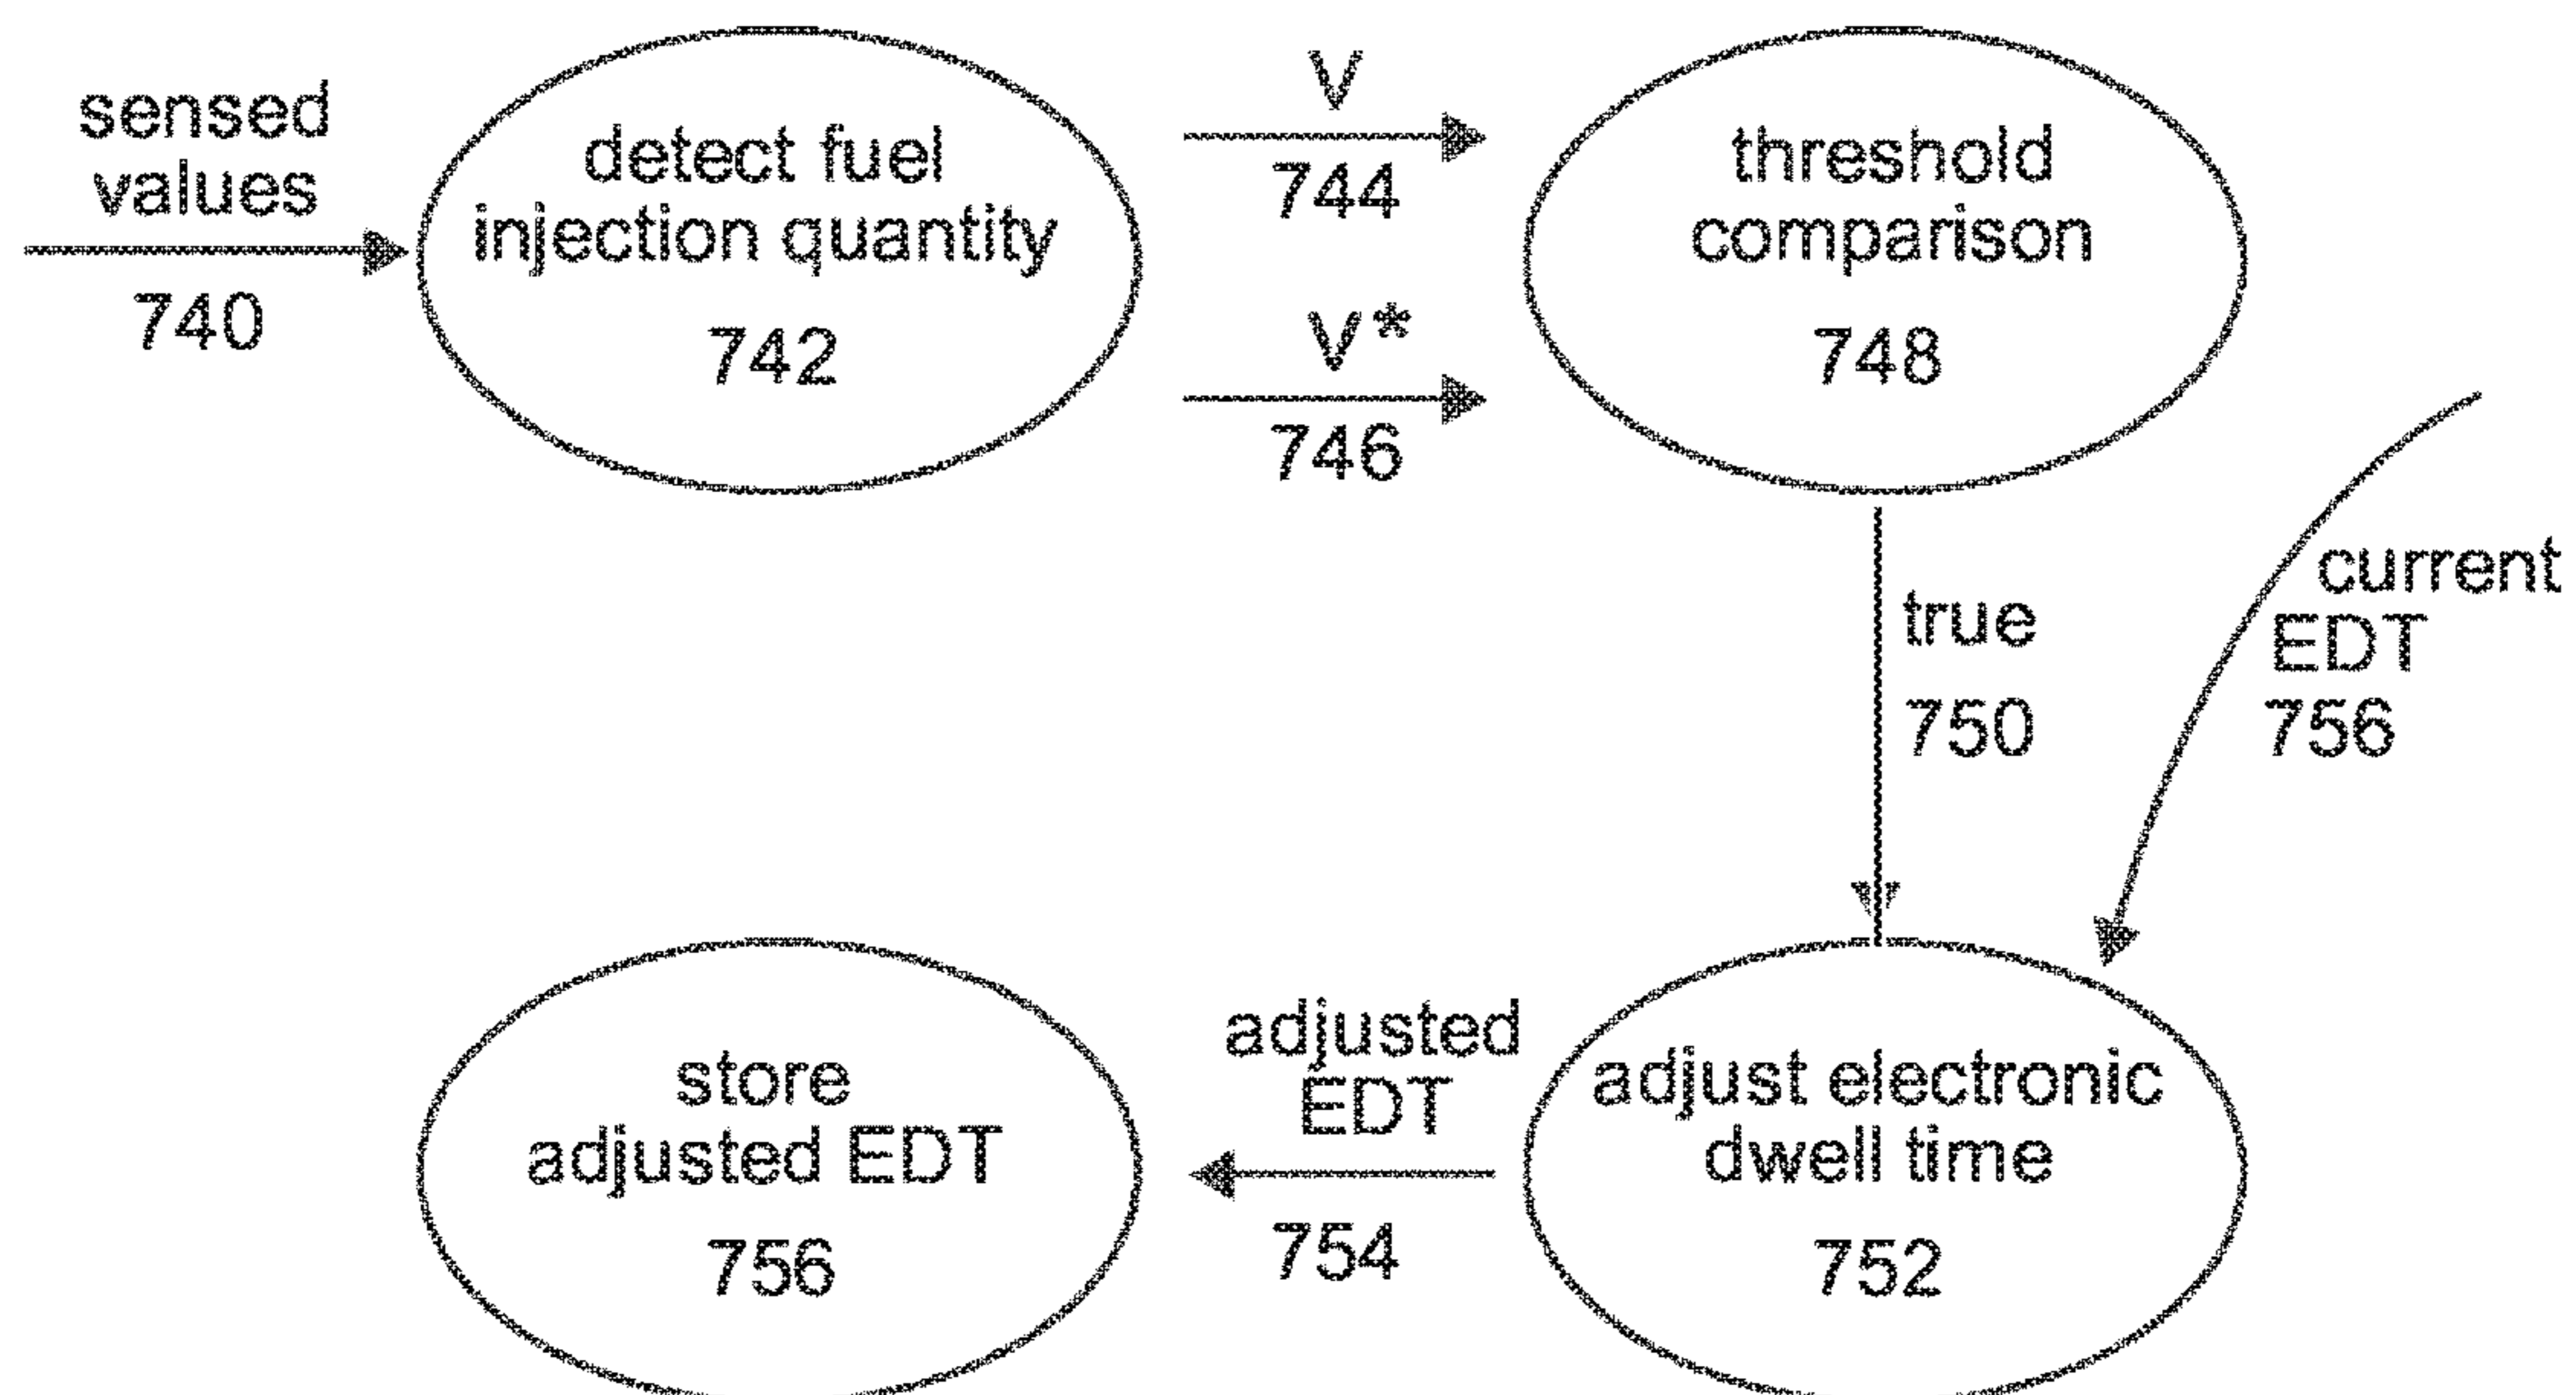 sensed
values
740
detect fuel
injection quantity
742
V
744
V*
746
threshold
comparison
748
true
750
current
EDT
756
adjust electronic
dwell time
752
adjusted
EDT
754
store
adjusted EDT
756